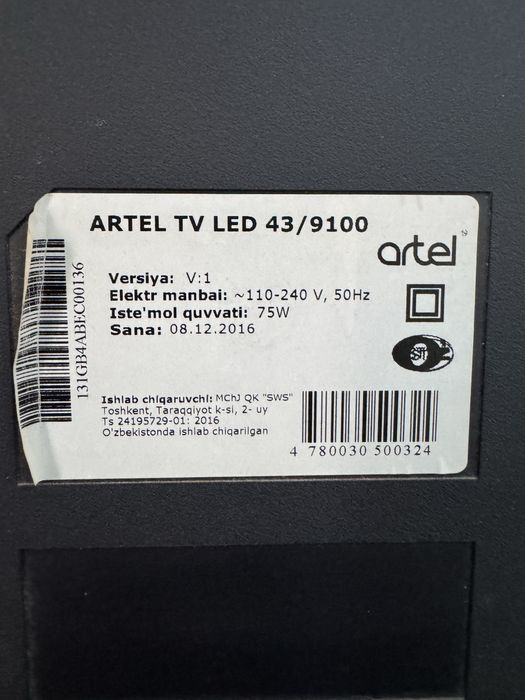 ARTEL TV LED 43/9100
artel
Versiya: V:1
Elektr manbai: ~110-240 V, 50Hz
Iste'mol quvvati: 75W
Sana: 08.12.2016
131GB4ABEC00136
Ishlab chiqaruvchi: MChJ QK "SWS"
Toshkent, Taraqqiyot k-si, 2- uy
Ts 24195729-01: 2016
O'zbekistonda ishlab chiqarilgan
4 780030 500324